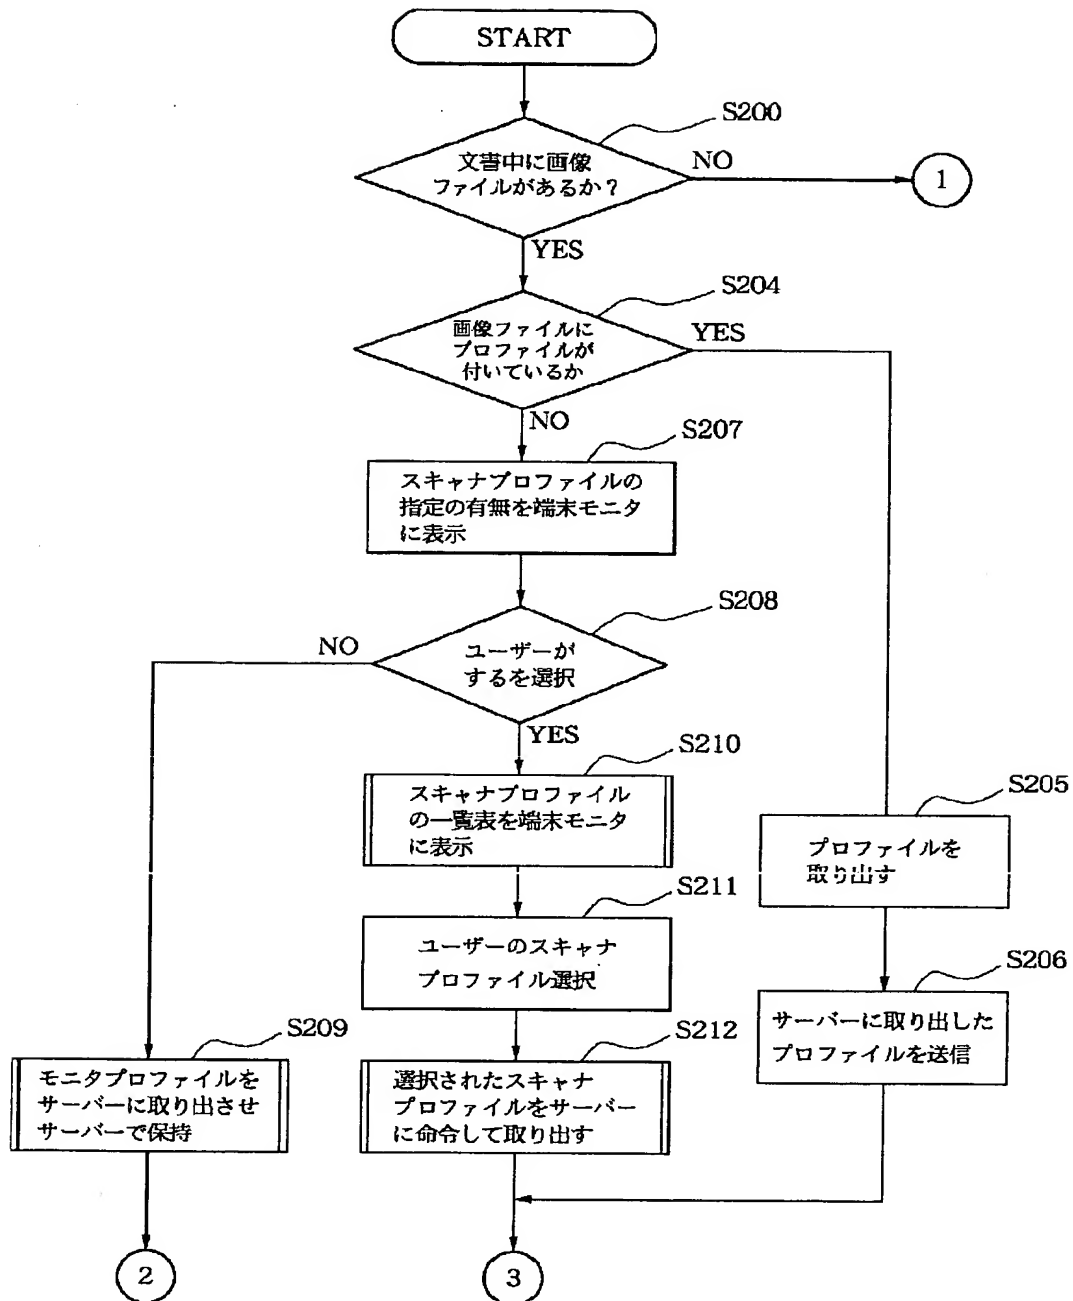 START
S200
文書中に画像
ファイルがあるか?
NO
1
YES
S204
画像ファイルに
プロファイルが
付いているか
YES
NO
S207
スキャナプロファイルの
指定の有無を端末モニタ
に表示
S208
NO
ユーザーが
するを選択
YES
S210
スキャナプロファイル
の一覧表を端末モニタ
に表示
S205
プロファイルを
取り出す
S211
ユーザーのスキャナ
プロファイル選択
S206
サーバーに取り出した
プロファイルを送信
S209
モニタプロファイルを
サーバーに取り出させ
サーバーで保持
S212
選択されたスキャナ
プロファイルをサーバー
に命令して取り出す
2
3